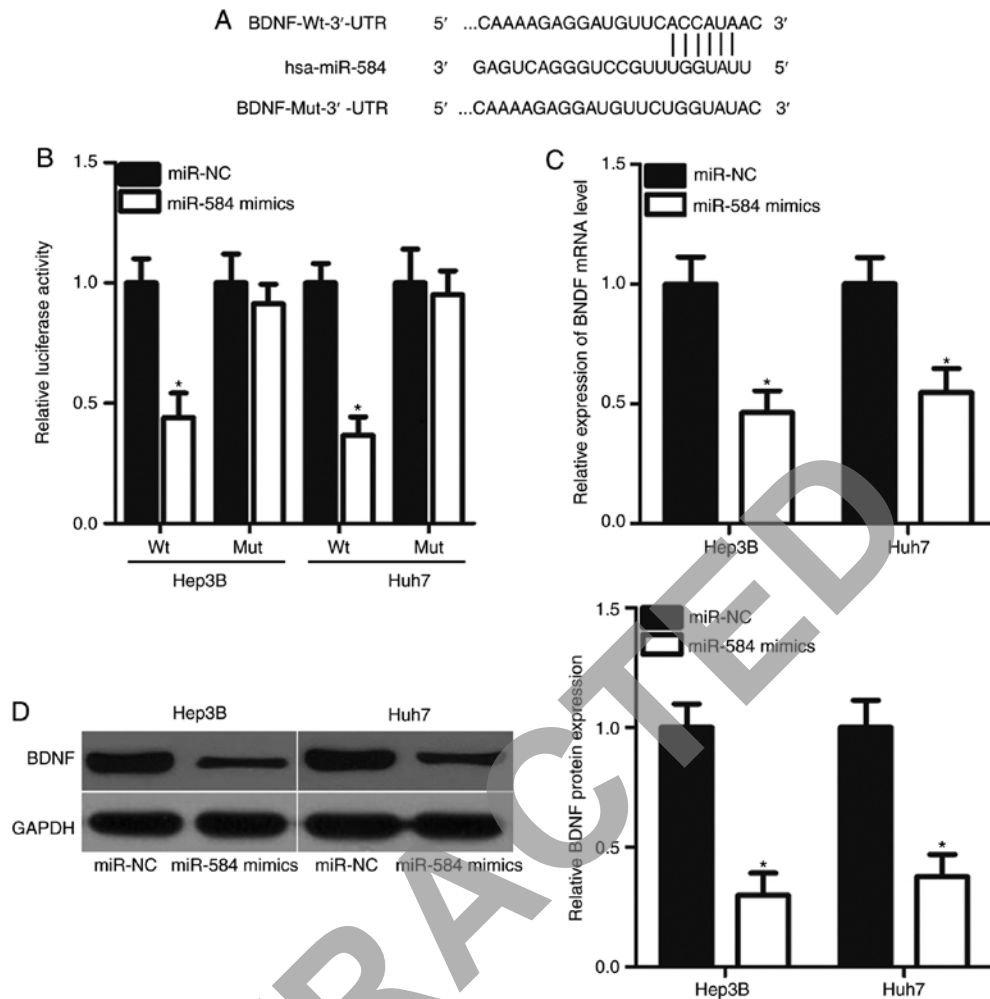 A
BDNF-Wt-3′-UTR 5′ ...CAAAAGAGGAUGUUCACCAUAAC 3′
hsa-miR-584 3′ GAGUCAGGGUCCGUUUGGUAUU 5′
BDNF-Mut-3′ -UTR 5′ ...CAAAAGAGGAUGUUCUGGUAUAC 3′
B
miR-NC
miR-584 mimics
Relative luciferase activity
1.5
1.0
0.5
0.0
*
*
Wt Mut Wt Mut
Hep3B Huh7
C
miR-NC
miR-584 mimics
Relative expression of BNDF mRNA level
1.5
1.0
0.5
0.0
*
*
Hep3B Huh7
D
Hep3B Huh7
BDNF
GAPDH
miR-NC miR-584 mimics miR-NC miR-584 mimics
miR-NC
miR-584 mimics
Relative BDNF protein expression
1.5
1.0
0.5
0.0
*
*
Hep3B Huh7
RACTED